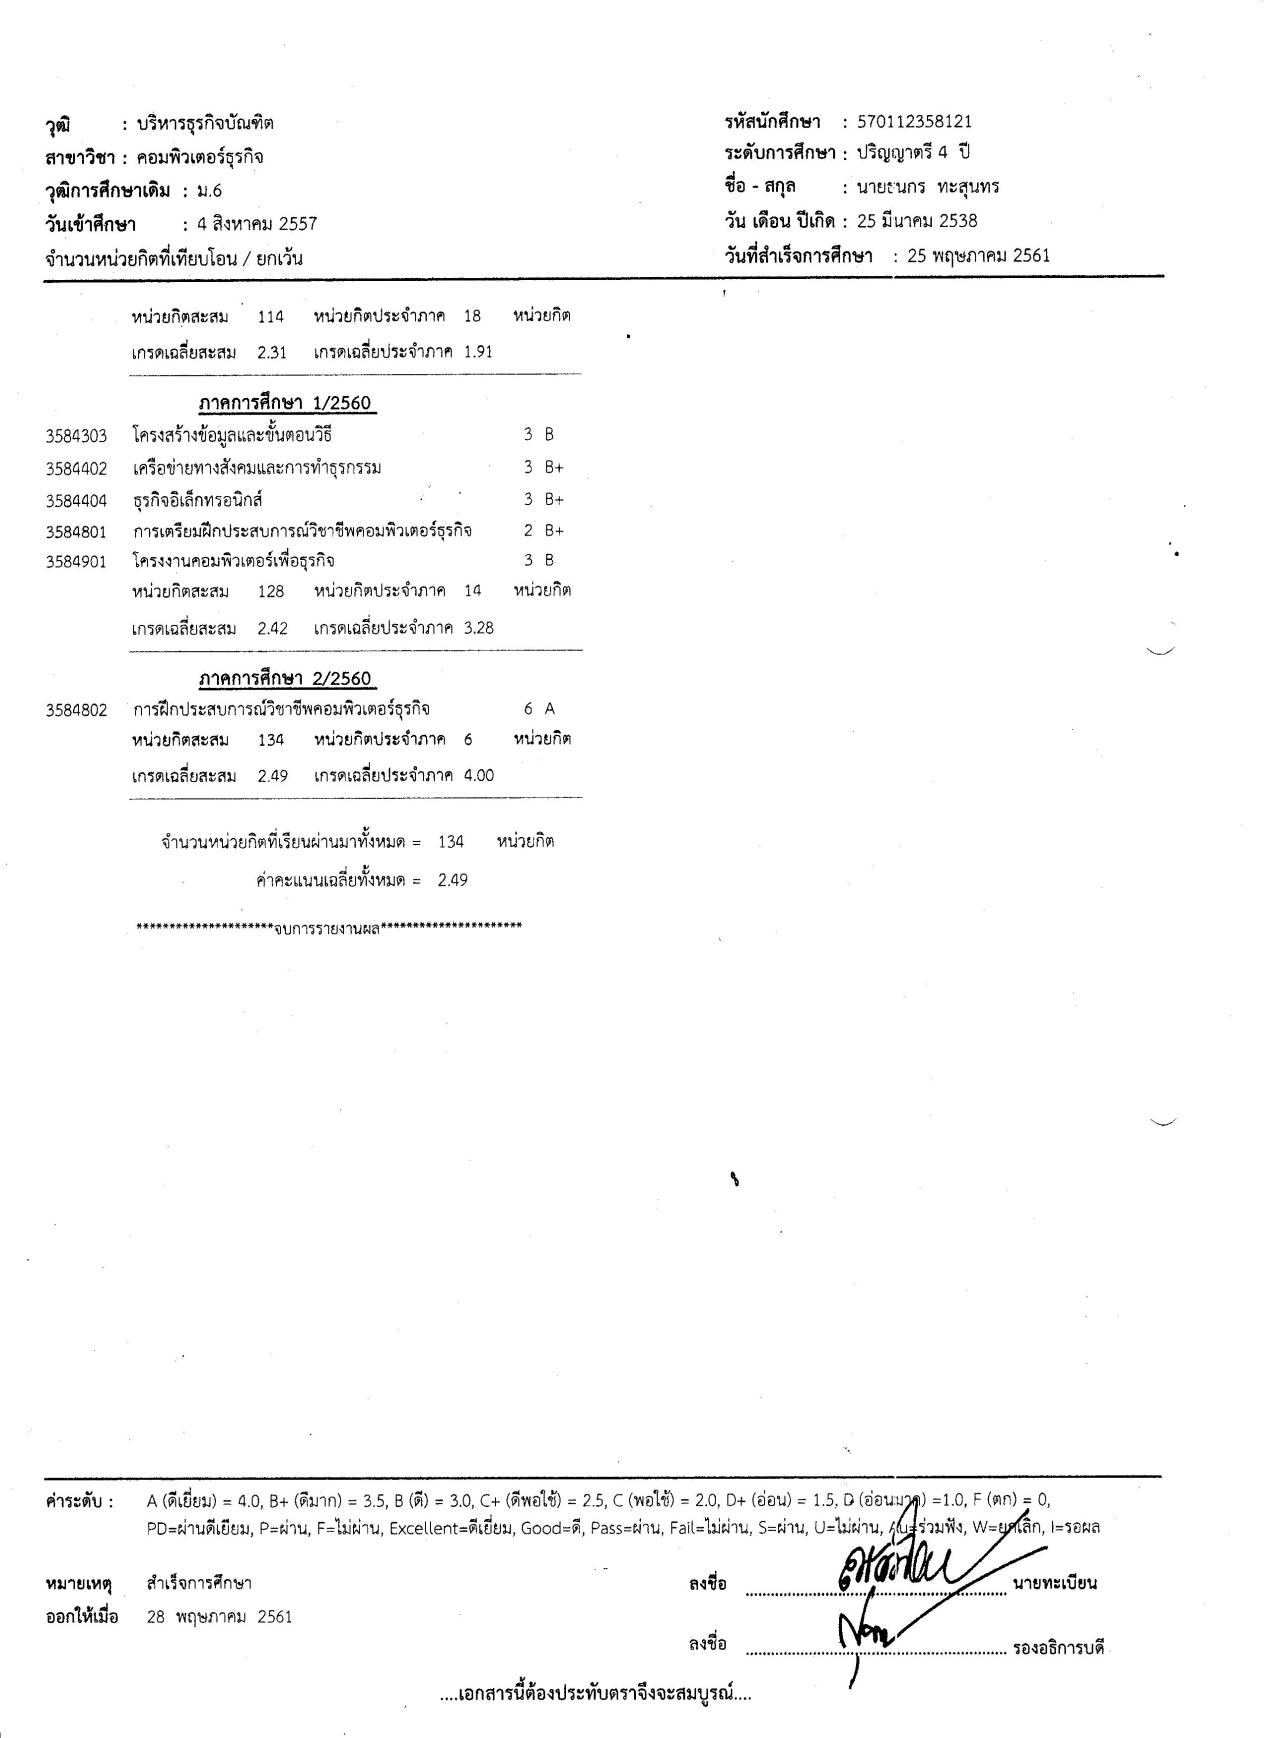 วุฒิ : บริหารธุรกิจบัณฑิต
สาขาวิชา : คอมพิวเตอร์ธุรกิจ
วุฒิการศึกษาเดิม : ม.6
วันเข้าศึกษา : 4 สิงหาคม 2557
จำนวนหน่วยกิตที่เทียบโอน / ยกเว้น
รหัสนักศึกษา : 570112358121
ระดับการศึกษา : ปริญญาตรี 4 ปี
ชื่อ - สกุล : นายธนกร ทะสุนทร
วัน เดือน ปีเกิด : 25 มีนาคม 2538
วันที่สำเร็จการศึกษา : 25 พฤษภาคม 2561
หน่วยกิตสะสม 114 หน่วยกิตประจำภาค 18 หน่วยกิต
เกรดเฉลี่ยสะสม 2.31 เกรดเฉลี่ยประจำภาค 1.91
ภาคการศึกษา 1/2560
3584303 โครงสร้างข้อมูลและขั้นตอนวิธี 3 B
3584402 เครือข่ายทางสังคมและการทำธุรกรรม 3 B+
3584404 ธุรกิจอิเล็กทรอนิกส์ 3 B+
3584801 การเตรียมฝึกประสบการณ์วิชาชีพคอมพิวเตอร์ธุรกิจ 2 B+
3584901 โครงงานคอมพิวเตอร์เพื่อธุรกิจ 3 B
หน่วยกิตสะสม 128 หน่วยกิตประจำภาค 14 หน่วยกิต
เกรดเฉลี่ยสะสม 2.42 เกรดเฉลี่ยประจำภาค 3.28
ภาคการศึกษา 2/2560
3584802 การฝึกประสบการณ์วิชาชีพคอมพิวเตอร์ธุรกิจ 6 A
หน่วยกิตสะสม 134 หน่วยกิตประจำภาค 6 หน่วยกิต
เกรดเฉลี่ยสะสม 2.49 เกรดเฉลี่ยประจำภาค 4.00
จำนวนหน่วยกิตที่เรียนผ่านมาทั้งหมด = 134 หน่วยกิต
ค่าคะแนนเฉลี่ยทั้งหมด = 2.49
*********************จบการรายงานผล**********************
ค่าระดับ : A (ดีเยี่ยม) = 4.0, B+ (ดีมาก) = 3.5, B (ดี) = 3.0, C+ (ดีพอใช้) = 2.5, C (พอใช้) = 2.0, D+ (อ่อน) = 1.5, D (อ่อนมาก) =1.0, F (ตก) = 0,
PD=ผ่านดีเยี่ยม, P=ผ่าน, F=ไม่ผ่าน, Excellent=ดีเยี่ยม, Good=ดี, Pass=ผ่าน, Fail=ไม่ผ่าน, S=ผ่าน, U=ไม่ผ่าน, Au=ร่วมฟัง, W=ยกเลิก, I=รอผล
หมายเหตุ สำเร็จการศึกษา
ออกให้เมื่อ 28 พฤษภาคม 2561
ลงชื่อ ........................................ นายทะเบียน
ลงชื่อ ........................................ รองอธิการบดี
....เอกสารนี้ต้องประทับตราจึงจะสมบูรณ์....